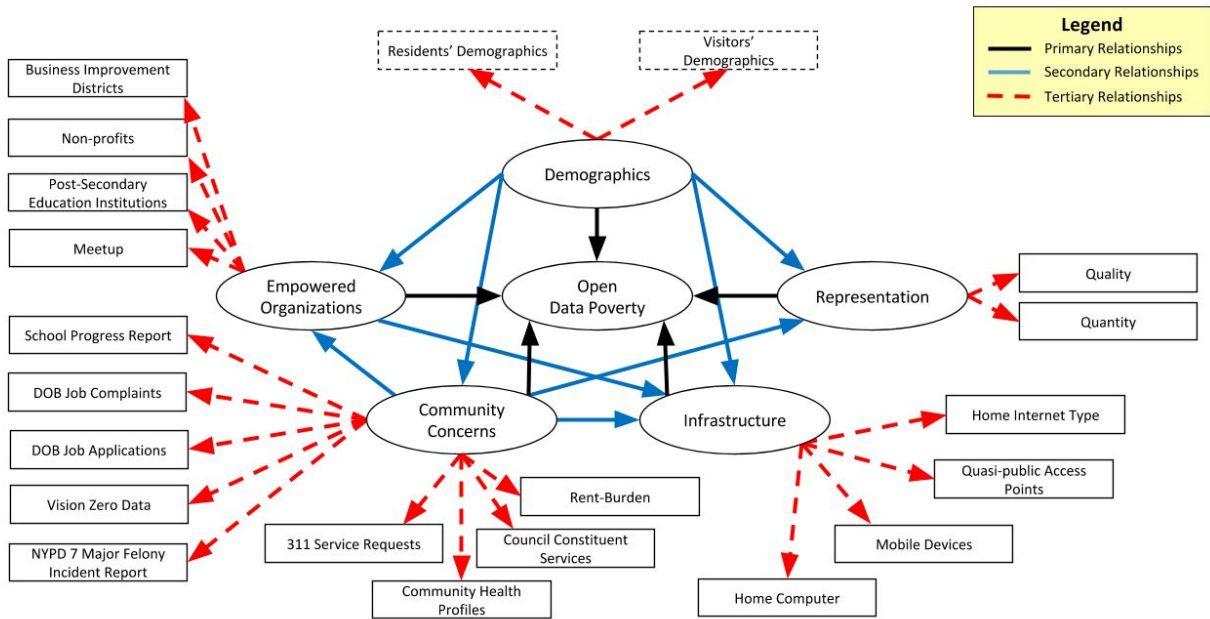 Legend
Primary Relationships
Secondary Relationships
Tertiary Relationships
Residents' Demographics
Visitors'
Demographics
Business Improvement
Districts
Non-profits
Post-Secondary
Education Institutions
Meetup
Demographics
Empowered
Organizations
Open
Data Poverty
Representation
Quality
Quantity
School Progress Report
DOB Job Complaints
DOB Job Applications
Vision Zero Data
NYPD 7 Major Felony
Incident Report
Community
Concerns
Infrastructure
Home Internet Type
Quasi-public Access
Points
Rent-Burden
311 Service Requests
Council Constituent
Services
Mobile Devices
Community Health
Profiles
Home Computer